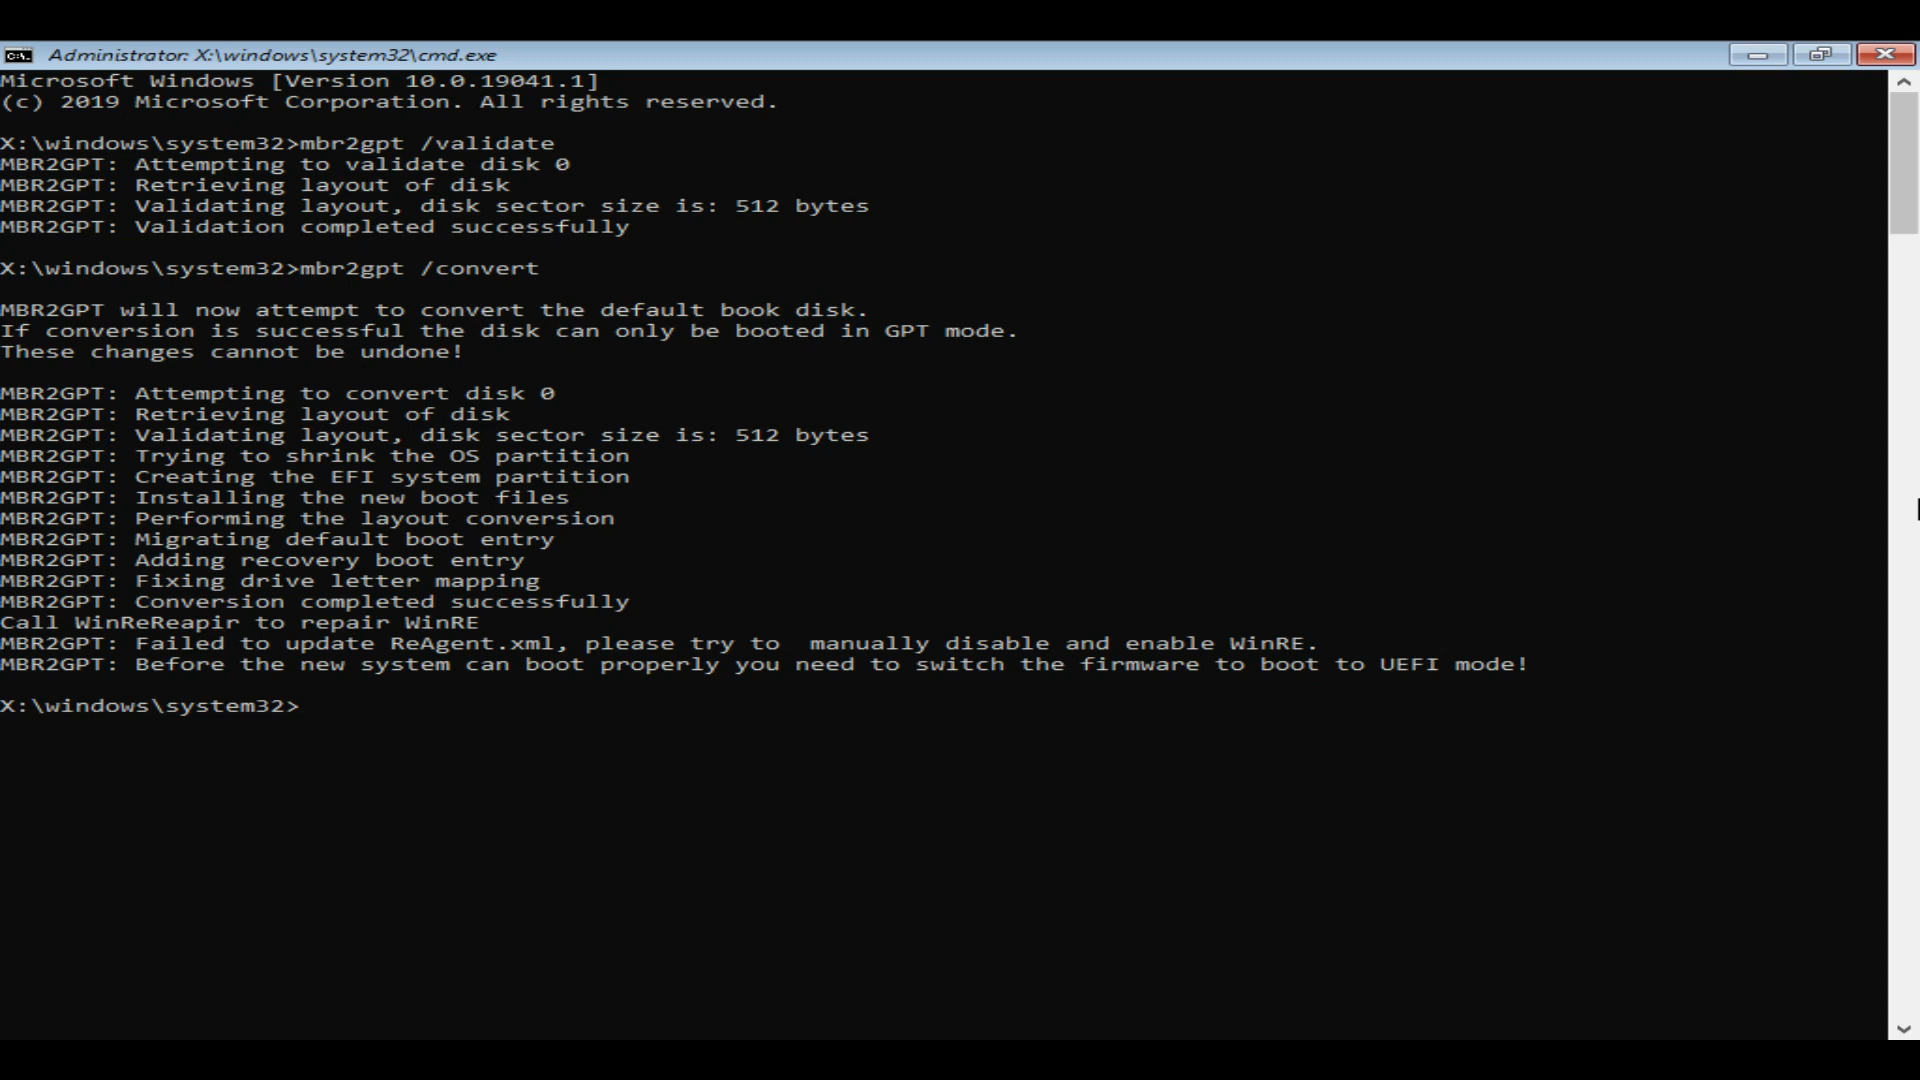 Administrator: X:\windows\system32\cmd.exe
Microsoft Windows [Version 10.0.19041.1]
(c) 2019 Microsoft Corporation. All rights reserved.
X:\windows\system32>mbr2gpt /validate
MBR2GPT: Attempting to validate disk 0
MBR2GPT: Retrieving layout of disk
MBR2GPT: Validating layout, disk sector size is: 512 bytes
MBR2GPT: Validation completed successfully
X:\windows\system32>mbr2gpt /convert
MBR2GPT will now attempt to convert the default book disk.
If conversion is successful the disk can only be booted in GPT mode.
These changes cannot be undone!
MBR2GPT: Attempting to convert disk 0
MBR2GPT: Retrieving layout of disk
MBR2GPT: Validating layout, disk sector size is: 512 bytes
MBR2GPT: Trying to shrink the OS partition
MBR2GPT: Creating the EFI system partition
MBR2GPT: Installing the new boot files
MBR2GPT: Performing the layout conversion
MBR2GPT: Migrating default boot entry
MBR2GPT: Adding recovery boot entry
MBR2GPT: Fixing drive letter mapping
MBR2GPT: Conversion completed successfully
Call WinReReapir to repair WinRE
MBR2GPT: Failed to update ReAgent.xml, please try to  manually disable and enable WinRE.
MBR2GPT: Before the new system can boot properly you need to switch the firmware to boot to UEFI mode!
X:\windows\system32>